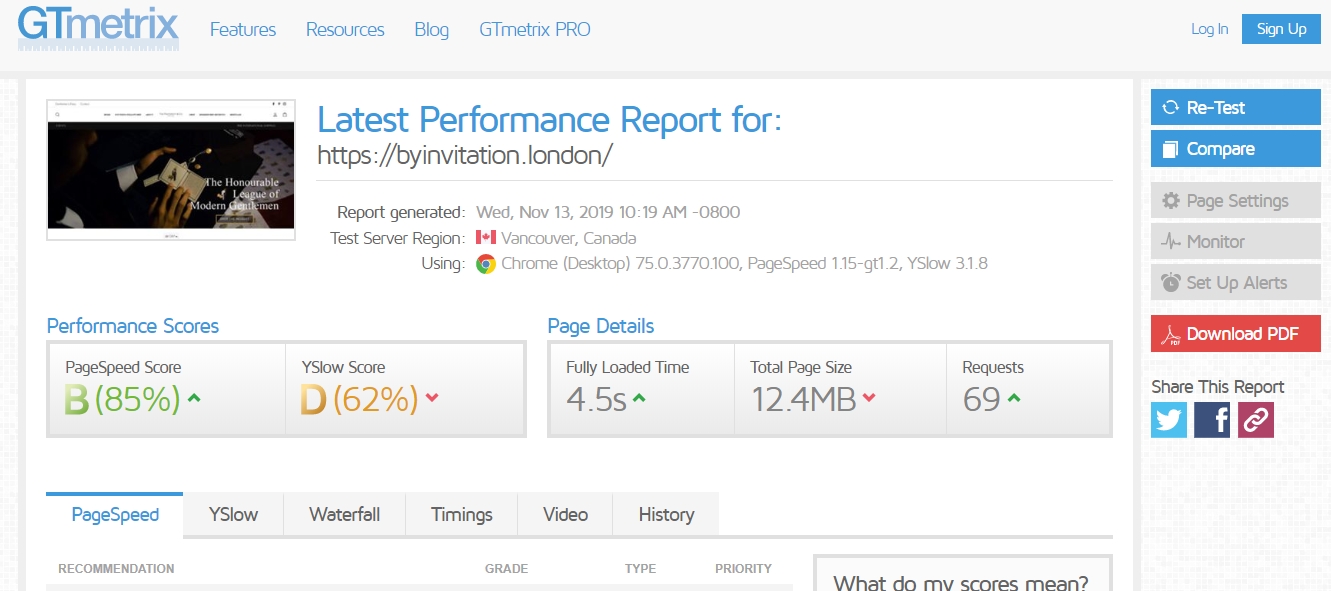 GTmetrix
Features Resources Blog GTmetrix PRO
Log In Sign Up
The Honourable
League of
Modern Gentlemen
Latest Performance Report for:
https://byinvitation.london/
Report generated: Wed, Nov 13, 2019 10:19 AM -0800
Test Server Region: Vancouver, Canada
Using: Chrome (Desktop) 75.0.3770.100, PageSpeed 1.15-gt1.2, YSlow 3.1.8
Re-Test
Compare
Page Settings
Monitor
Set Up Alerts
Download PDF
Share This Report
Performance Scores
PageSpeed Score YSlow Score
B (85%) D (62%)
Page Details
Fully Loaded Time Total Page Size Requests
4.5s 12.4MB 69
PageSpeed YSlow Waterfall Timings Video History
RECOMMENDATION GRADE TYPE PRIORITY
What do my scores mean?